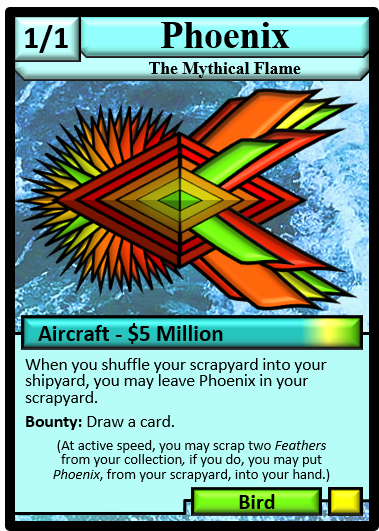 1/1
Phoenix
The Mythical Flame
Aircraft - $5 Million
When you shuffle your scrapyard into your
shipyard, you may leave Phoenix in your
scrapyard.
Bounty: Draw a card.
(At active speed, you may scrap two Feathers
from your collection, if you do, you may put
Phoenix, from your scrapyard, into your hand.)
Bird